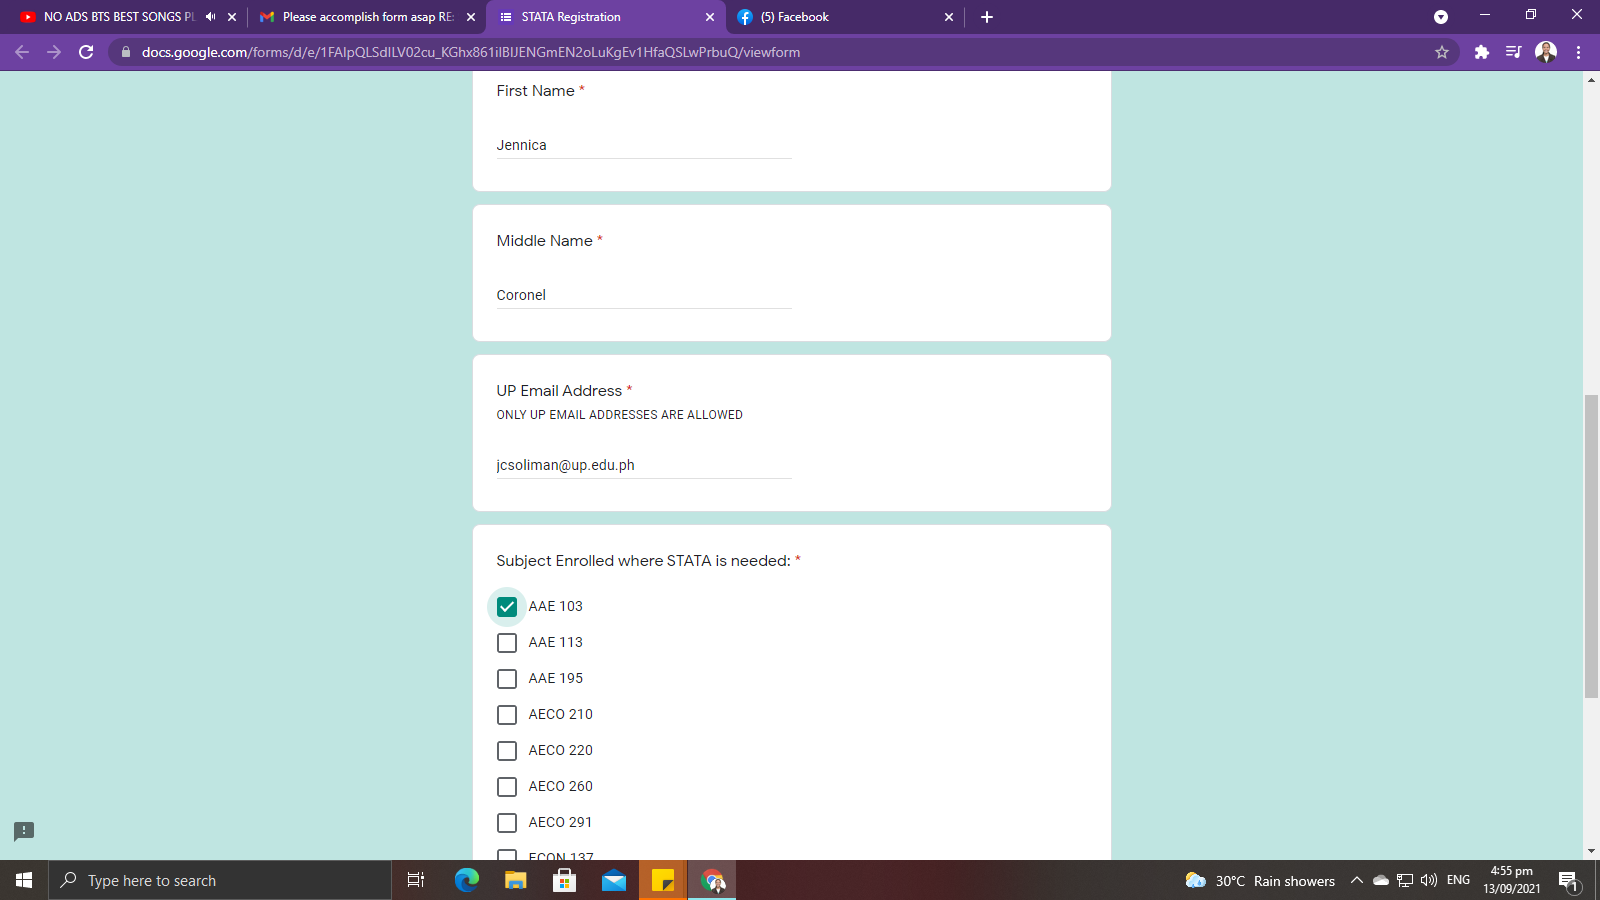 NO ADS BTS BEST SONGS PL
Please accomplish form asap RE:
STATA Registration
(5) Facebook
docs.google.com/forms/d/e/1FAIpQLSdILV02cu_KGhx861iIBIJENGmEN2oLuKgEv1HfaQSLwPrbuQ/viewform
First Name *
Jennica
Middle Name *
Coronel
UP Email Address *
ONLY UP EMAIL ADDRESSES ARE ALLOWED
jcsoliman@up.edu.ph
Subject Enrolled where STATA is needed: *
AAE 103
AAE 113
AAE 195
AECO 210
AECO 220
AECO 260
AECO 291
ECON 137
Type here to search
30°C Rain showers
ENG
4:55 pm
13/09/2021
1